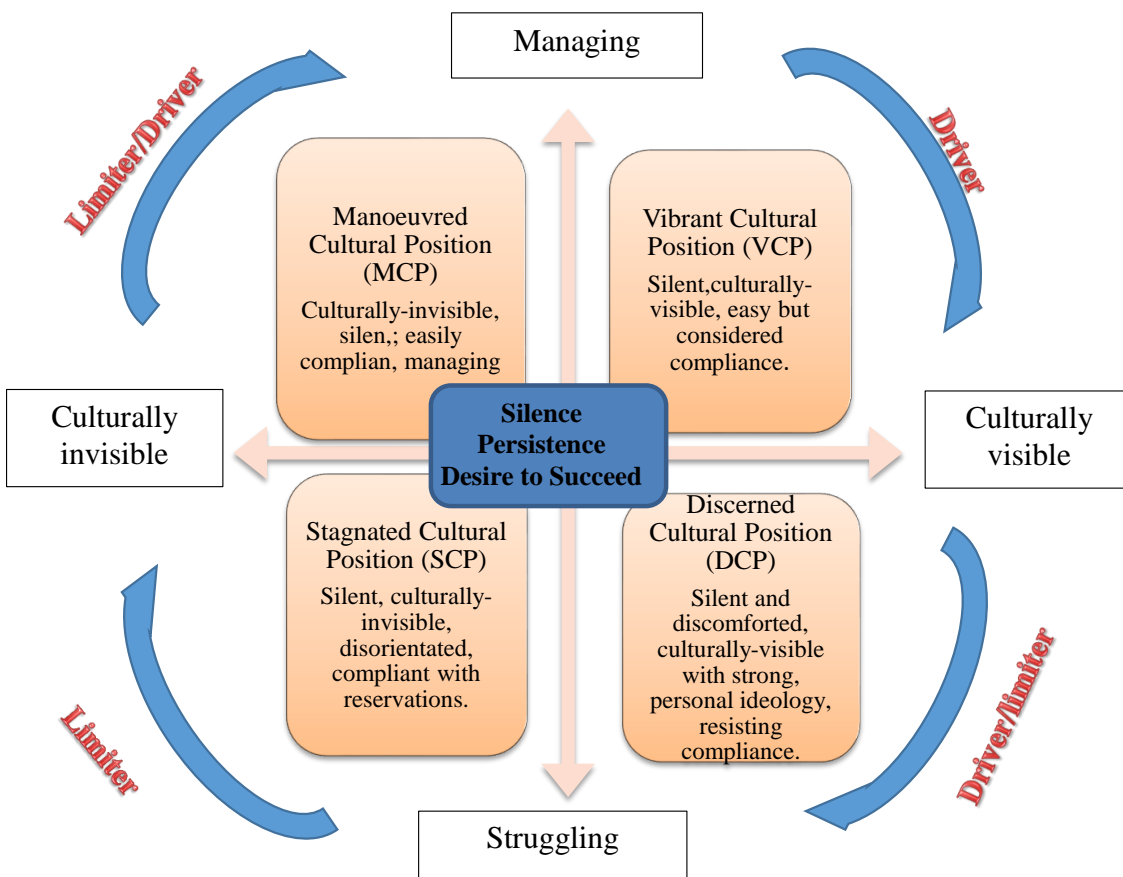 Managing
Limiter/Driver
Driver
Manoeuvred
Cultural Position
(MCP)
Culturally-invisible,
silen,; easily
complian, managing
Vibrant Cultural
Position (VCP)
Silent,culturally-
visible, easy but
considered
compliance.
Culturally
invisible
Silence
Persistence
Desire to Succeed
Culturally
visible
Stagnated Cultural
Position (SCP)
Silent, culturally-
invisible,
disorientated,
compliant with
reservations.
Discerned
Cultural Position
(DCP)
Silent and
discomforted,
culturally-visible
with strong,
personal ideology,
resisting
compliance.
Limiter
Driver/limiter
Struggling